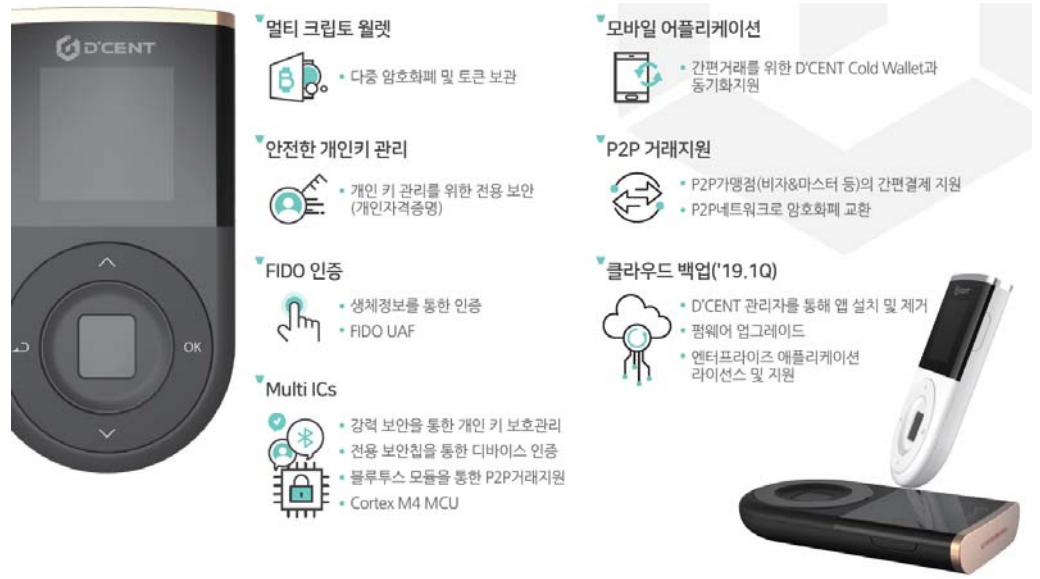 D'CENT
OK
멀티 크립토 월렛
• 다중 암호화폐 및 토큰 보관
안전한 개인키 관리
• 개인 키 관리를 위한 전용 보안
(개인자격증명)
FIDO 인증
• 생체정보를 통한 인증
• FIDO UAF
Multi ICs
• 강력 보안을 통한 개인 키 보호관리
• 전용 보안칩을 통한 디바이스 인증
• 블루투스 모듈을 통한 P2P거래지원
• Cortex M4 MCU
모바일 어플리케이션
• 간편거래를 위한 D'CENT Cold Wallet과
동기화지원
P2P 거래지원
• P2P가맹점(비자&마스터 등)의 간편결제 지원
• P2P네트워크로 암호화폐 교환
클라우드 백업('19.1Q)
• D'CENT 관리자를 통해 앱 설치 및 제거
• 펌웨어 업그레이드
• 엔터프라이즈 애플리케이션
라이선스 및 지원